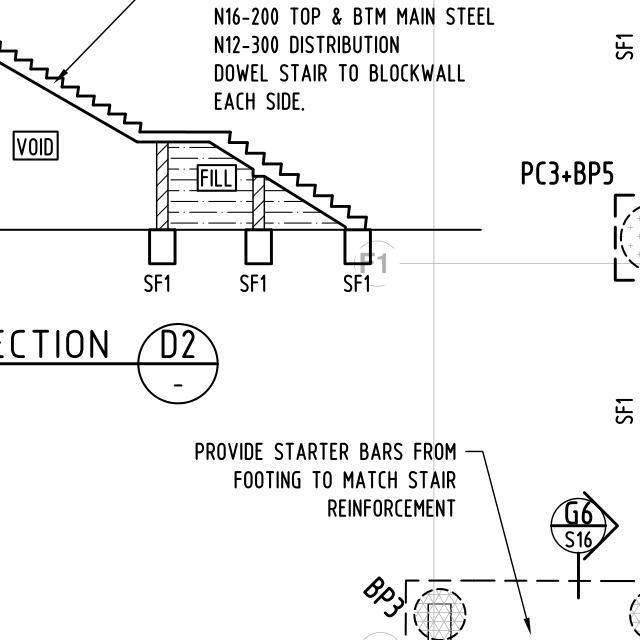 N16-200 TOP & BTM MAIN STEEL
N12-300 DISTRIBUTION
DOWEL STAIR TO BLOCKWALL
EACH SIDE.
SF1
VOID
FILL
PC3+BP5
F1
SF1
SF1
SF1
ECTION
D2
-
SF1
PROVIDE STARTER BARS FROM
FOOTING TO MATCH STAIR
REINFORCEMENT
G6
S16
BP3